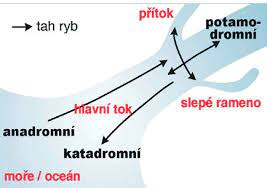 tah ryb
přítok
potamo-
dromní
hlavní tok
slepé rameno
anadromní
katadromní
moře / oceán